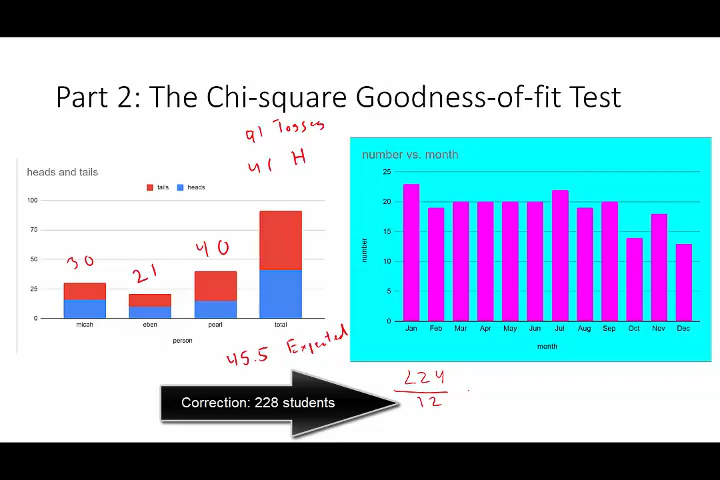 Part 2: The Chi-square Goodness-of-fit Test
91 Tosses
41 H
heads and tails
tails heads
100
75
50
25
0
30
21
40
micah eben pearl total
person
45.5 Expected
number vs. month
25
20
15
10
5
0
number
Jan Feb Mar Apr May Jun Jul Aug Sep Oct Nov Dec
month
Correction: 228 students
224
12